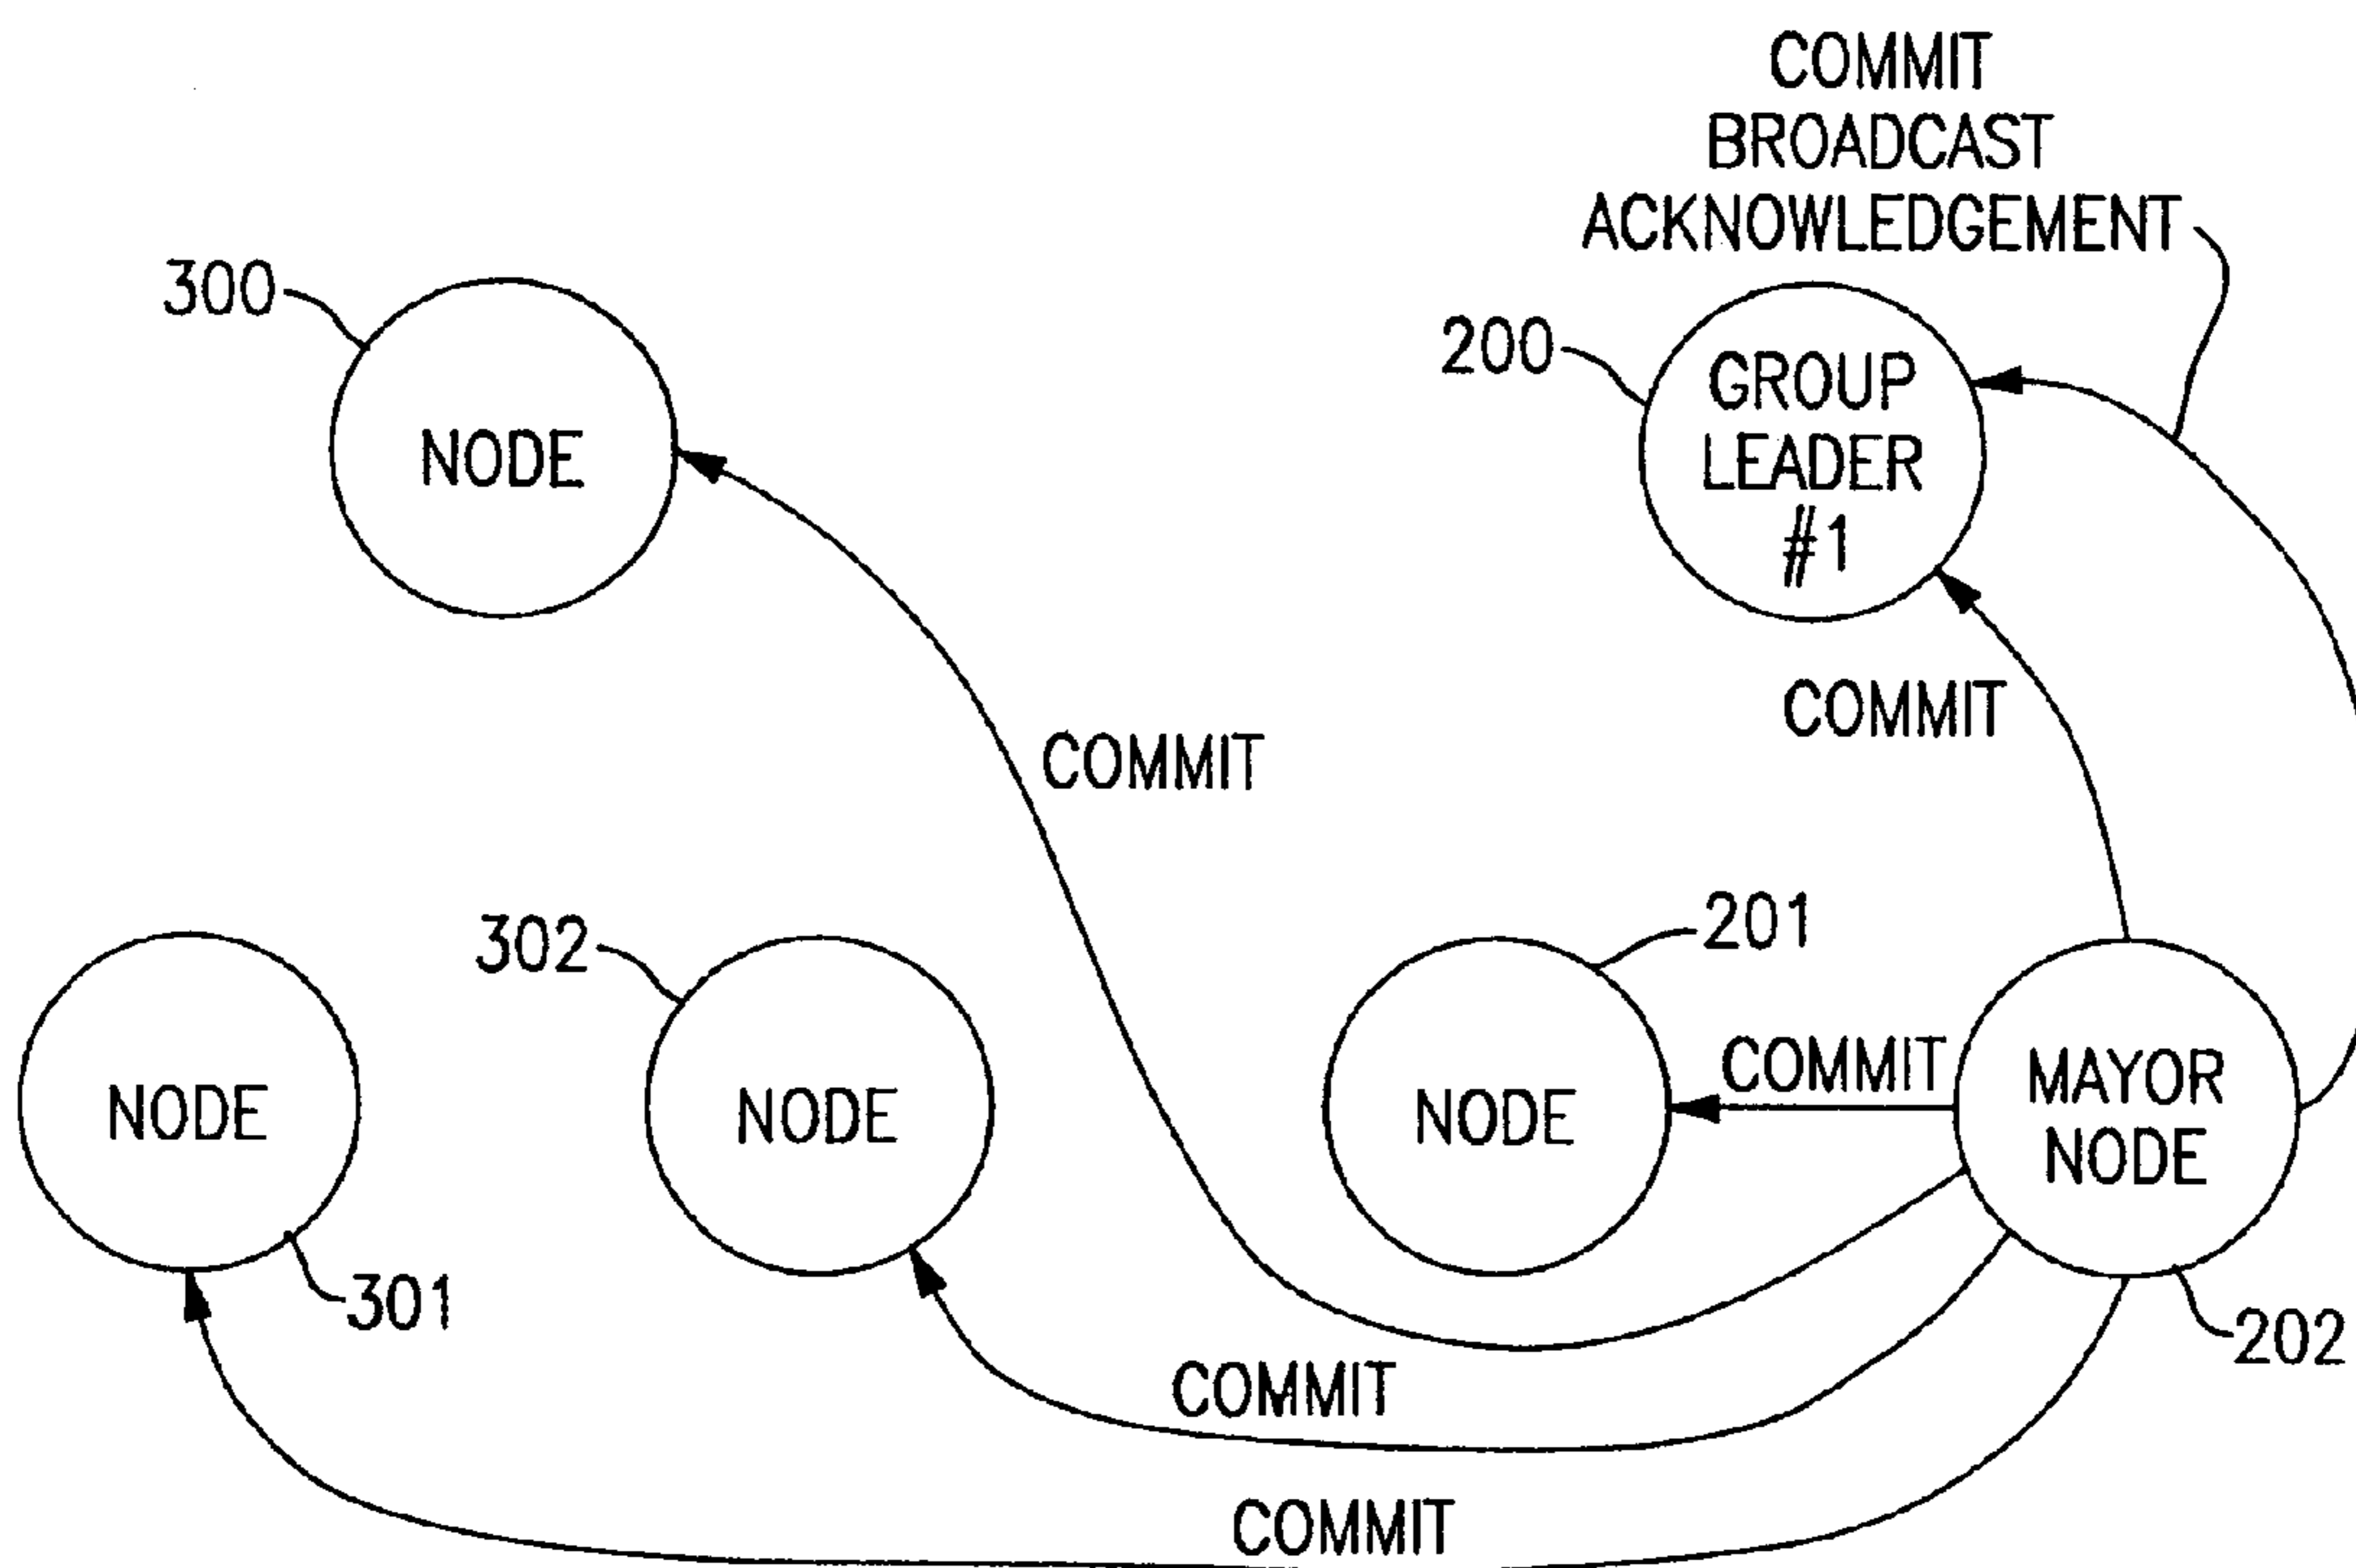 COMMIT
BROADCAST
ACKNOWLEDGEMENT
300
200
NODE
GROUP
LEADER
#1
COMMIT
COMMIT
302
201
NODE
NODE
NODE
COMMIT
MAYOR
NODE
301
202
COMMIT
COMMIT